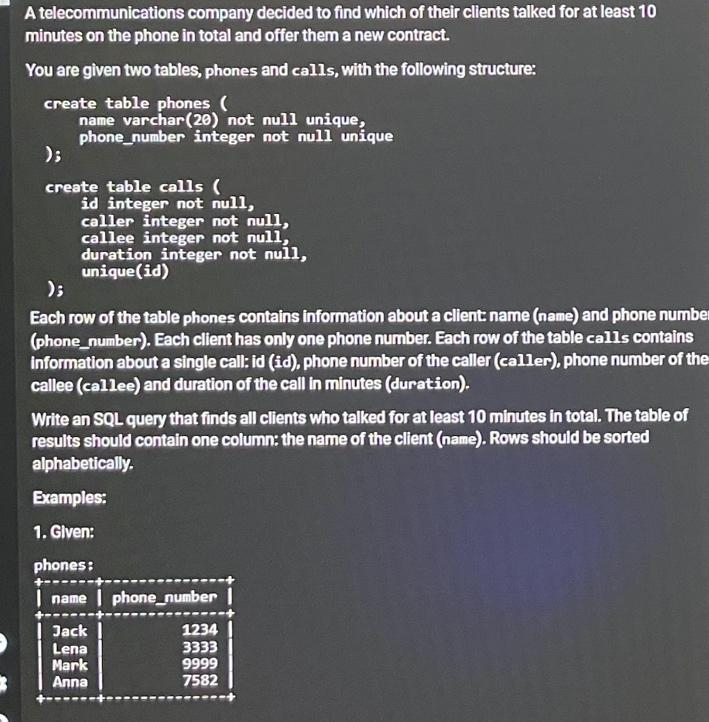 A telecommunications company decided to find which of their clients talked for at least 10
minutes on the phone in total and offer them a new contract.
You are given two tables, phones and calls, with the following structure:
create table phones (
name varchar(20) not null unique,
phone_number integer not null unique
);
create table calls (
id integer not null,
caller integer not null,
callee integer not null,
duration integer not null,
unique(id)
);
Each row of the table phones contains information about a client: name (name) and phone number
(phone_number). Each client has only one phone number. Each row of the table calls contains
information about a single call: id (id), phone number of the caller (caller), phone number of the
callee (callee) and duration of the call in minutes (duration).
Write an SQL query that finds all clients who talked for at least 10 minutes in total. The table of
results should contain one column: the name of the client (name). Rows should be sorted
alphabetically.
Examples:
1. Given:
phones:
+------+--------------+
| name | phone_number |
+------+--------------+
| Jack | 1234 |
| Lena | 3333 |
| Mark | 9999 |
| Anna | 7582 |
+------+--------------+